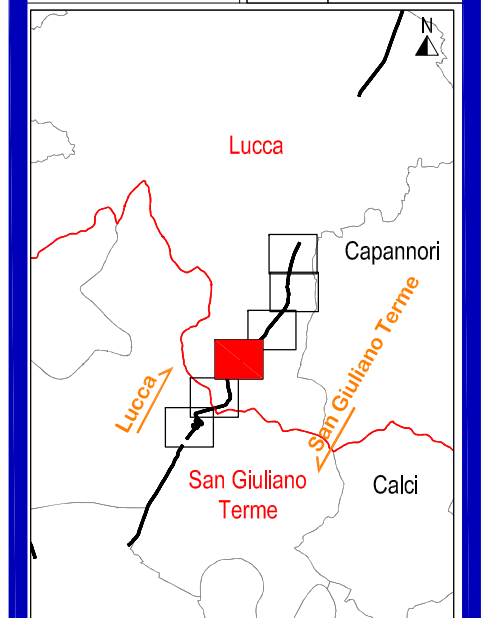 N
Lucca
Capannori
San Giuliano Terme
Lucca
San Giuliano
Terme
Calci